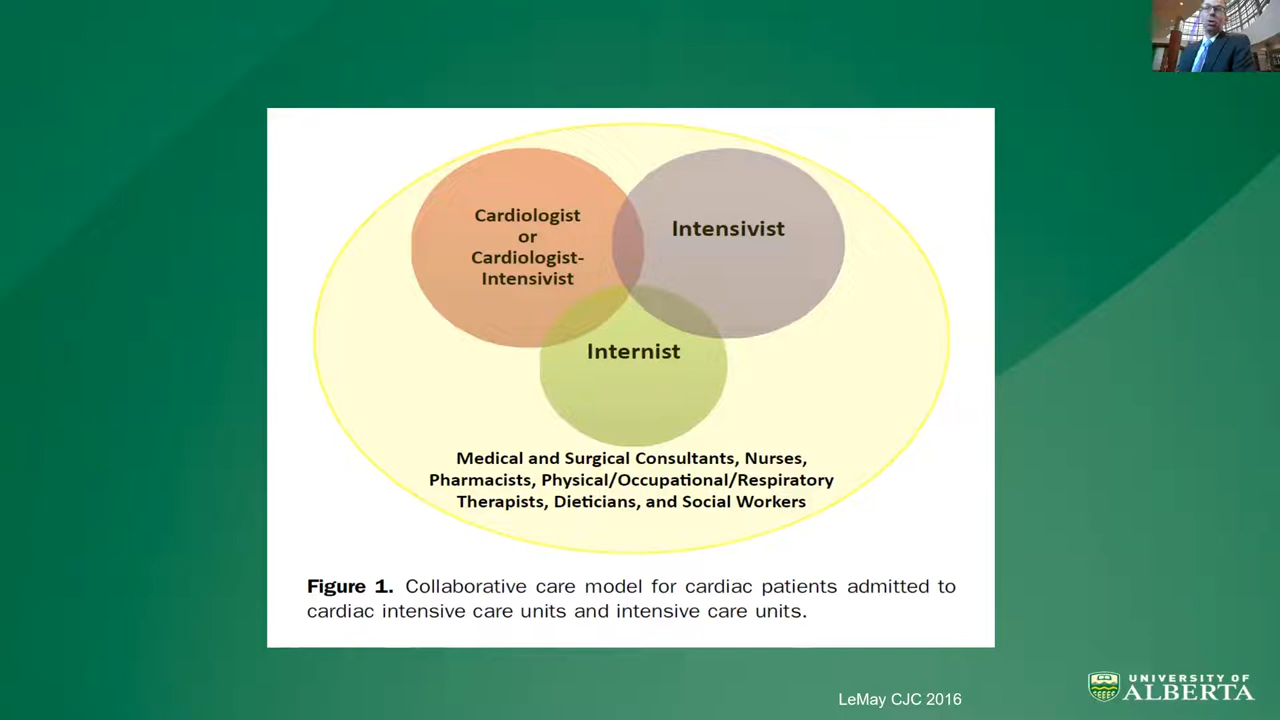 Cardiologist
or
Cardiologist-
Intensivist
Intensivist
Internist
Medical and Surgical Consultants, Nurses,
Pharmacists, Physical/Occupational/Respiratory
Therapists, Dieticians, and Social Workers
Figure 1. Collaborative care model for cardiac patients admitted to
cardiac intensive care units and intensive care units.
LeMay CJC 2016
UNIVERSITY OF
ALBERTA